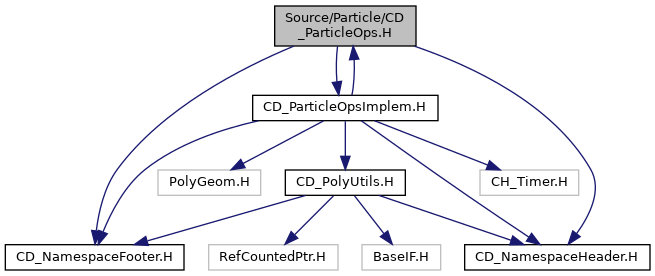 Source/Particle/CD
_ParticleOps.H
CD_ParticleOpsImplem.H
PolyGeom.H
CD_PolyUtils.H
CH_Timer.H
CD_NamespaceFooter.H
RefCountedPtr.H
BaseIF.H
CD_NamespaceHeader.H